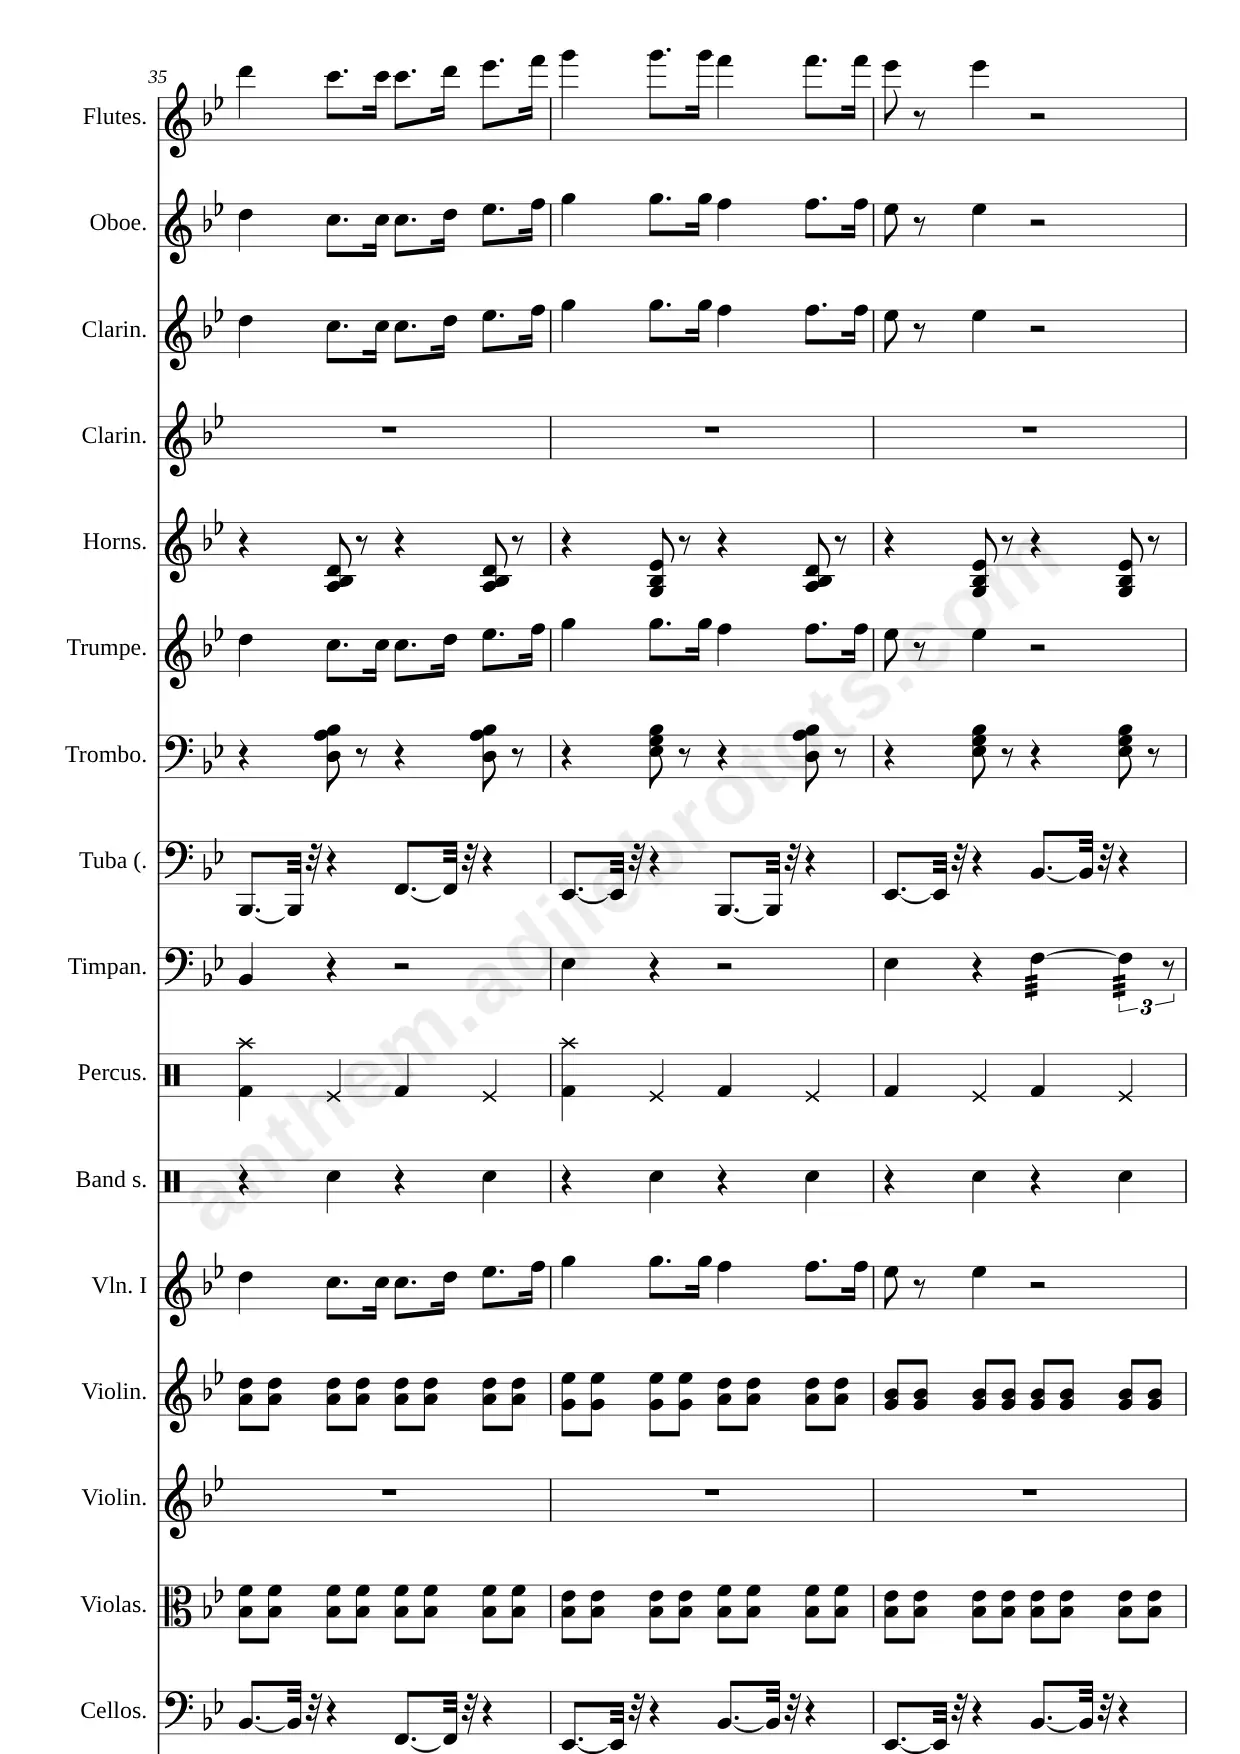 35
Flutes.
Oboe.
Clarin.
Clarin.
Horns.
Trumpe.
Trombo.
Tuba (.
Timpan.
3
Percus.
Band s.
Vln. I
Violin.
Violin.
Violas.
Cellos.
anthem.adjisbrotots.com